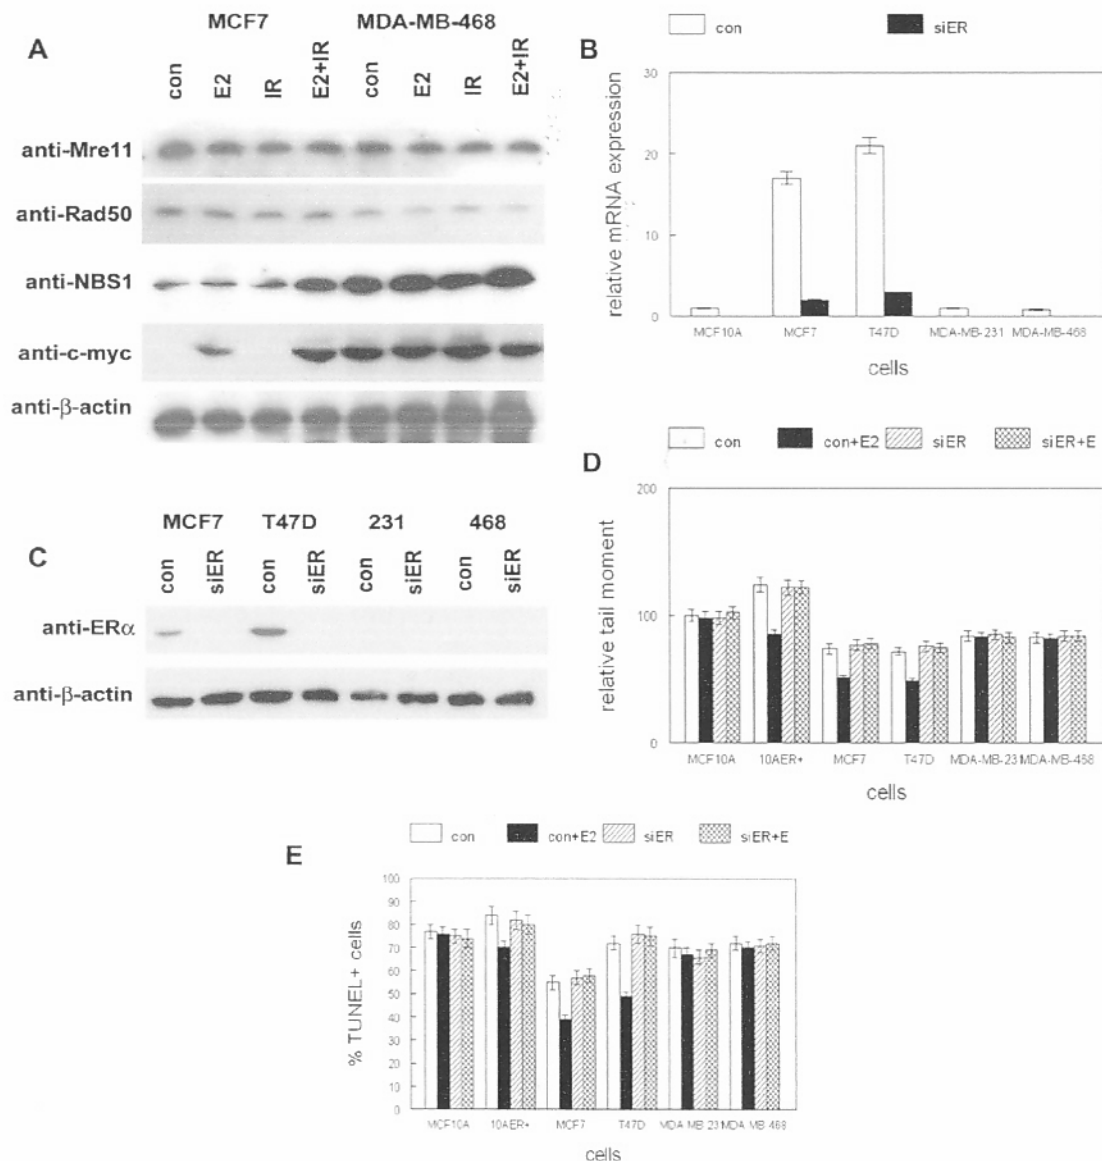 A
MCF7 MDA-MB-468
con E2 IR E2+IR con E2 IR E2+IR
anti-Mre11
anti-Rad50
anti-NBS1
anti-c-myc
anti-β-actin
B
con siER
relative mRNA expression
30
20
10
0
MCF10A MCF7 T47D MDA-MB-231 MDA-MB-468
cells
C
MCF7 T47D 231 468
con siER con siER con siER con siER
anti-ERα
anti-β-actin
D
con con+E2 siER siER+E
relative tail moment
200
100
0
MCF10A 10AER+ MCF7 T47D MDA-MB-231 MDA-MB-468
cells
E
con con+E2 siER siER+E
% TUNEL+ cells
100
90
80
70
60
50
40
30
20
10
0
MCF10A 10AER+ MCF7 T47D MDA MB 231 MDA MB 468
cells